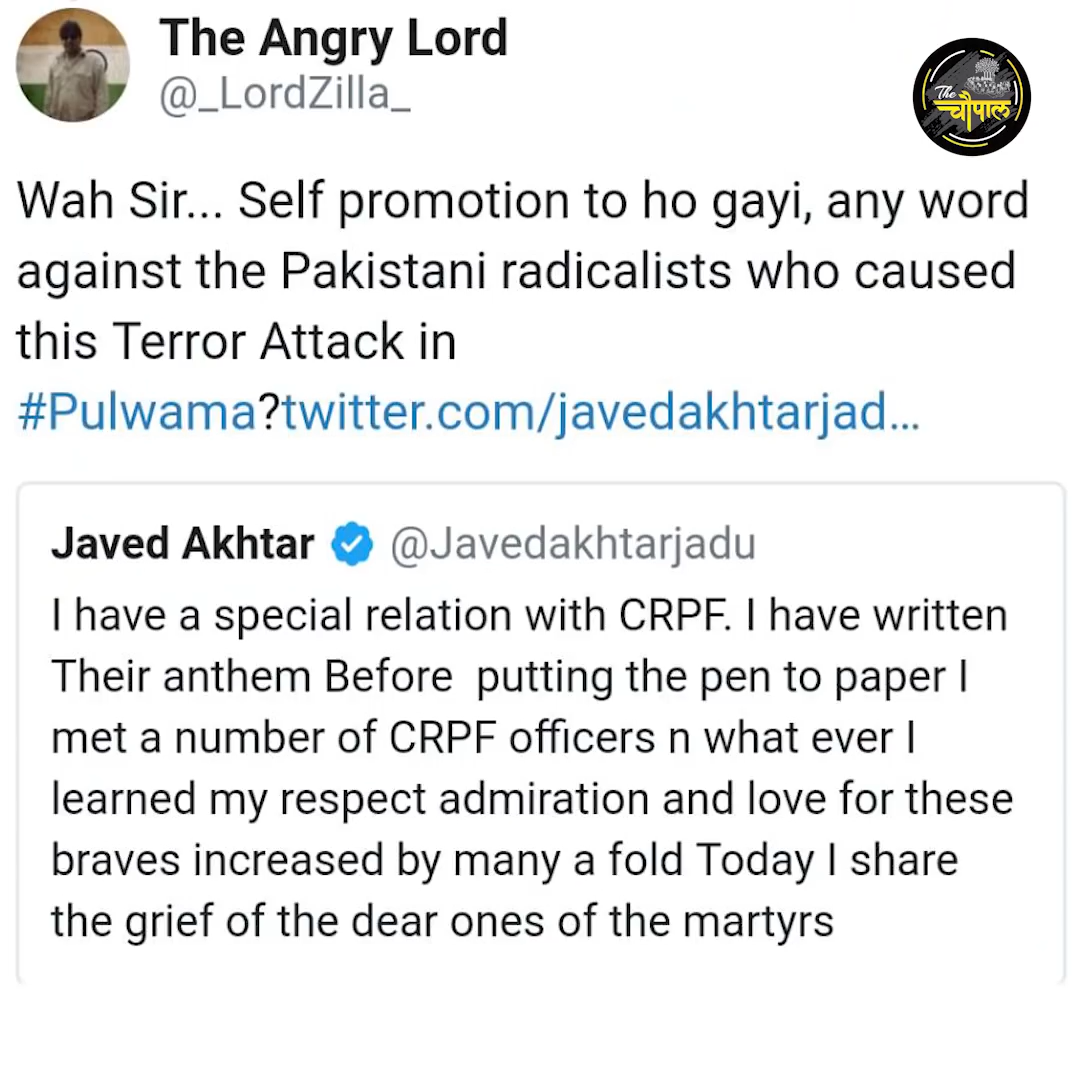 The Angry Lord
@_LordZilla_
The
चौपाल
Wah Sir... Self promotion to ho gayi, any word
against the Pakistani radicalists who caused
this Terror Attack in
#Pulwama?twitter.com/javedakhtarjad...
Javed Akhtar @Javedakhtarjadu
I have a special relation with CRPF. I have written
Their anthem Before  putting the pen to paper I
met a number of CRPF officers n what ever I
learned my respect admiration and love for these
braves increased by many a fold Today I share
the grief of the dear ones of the martyrs